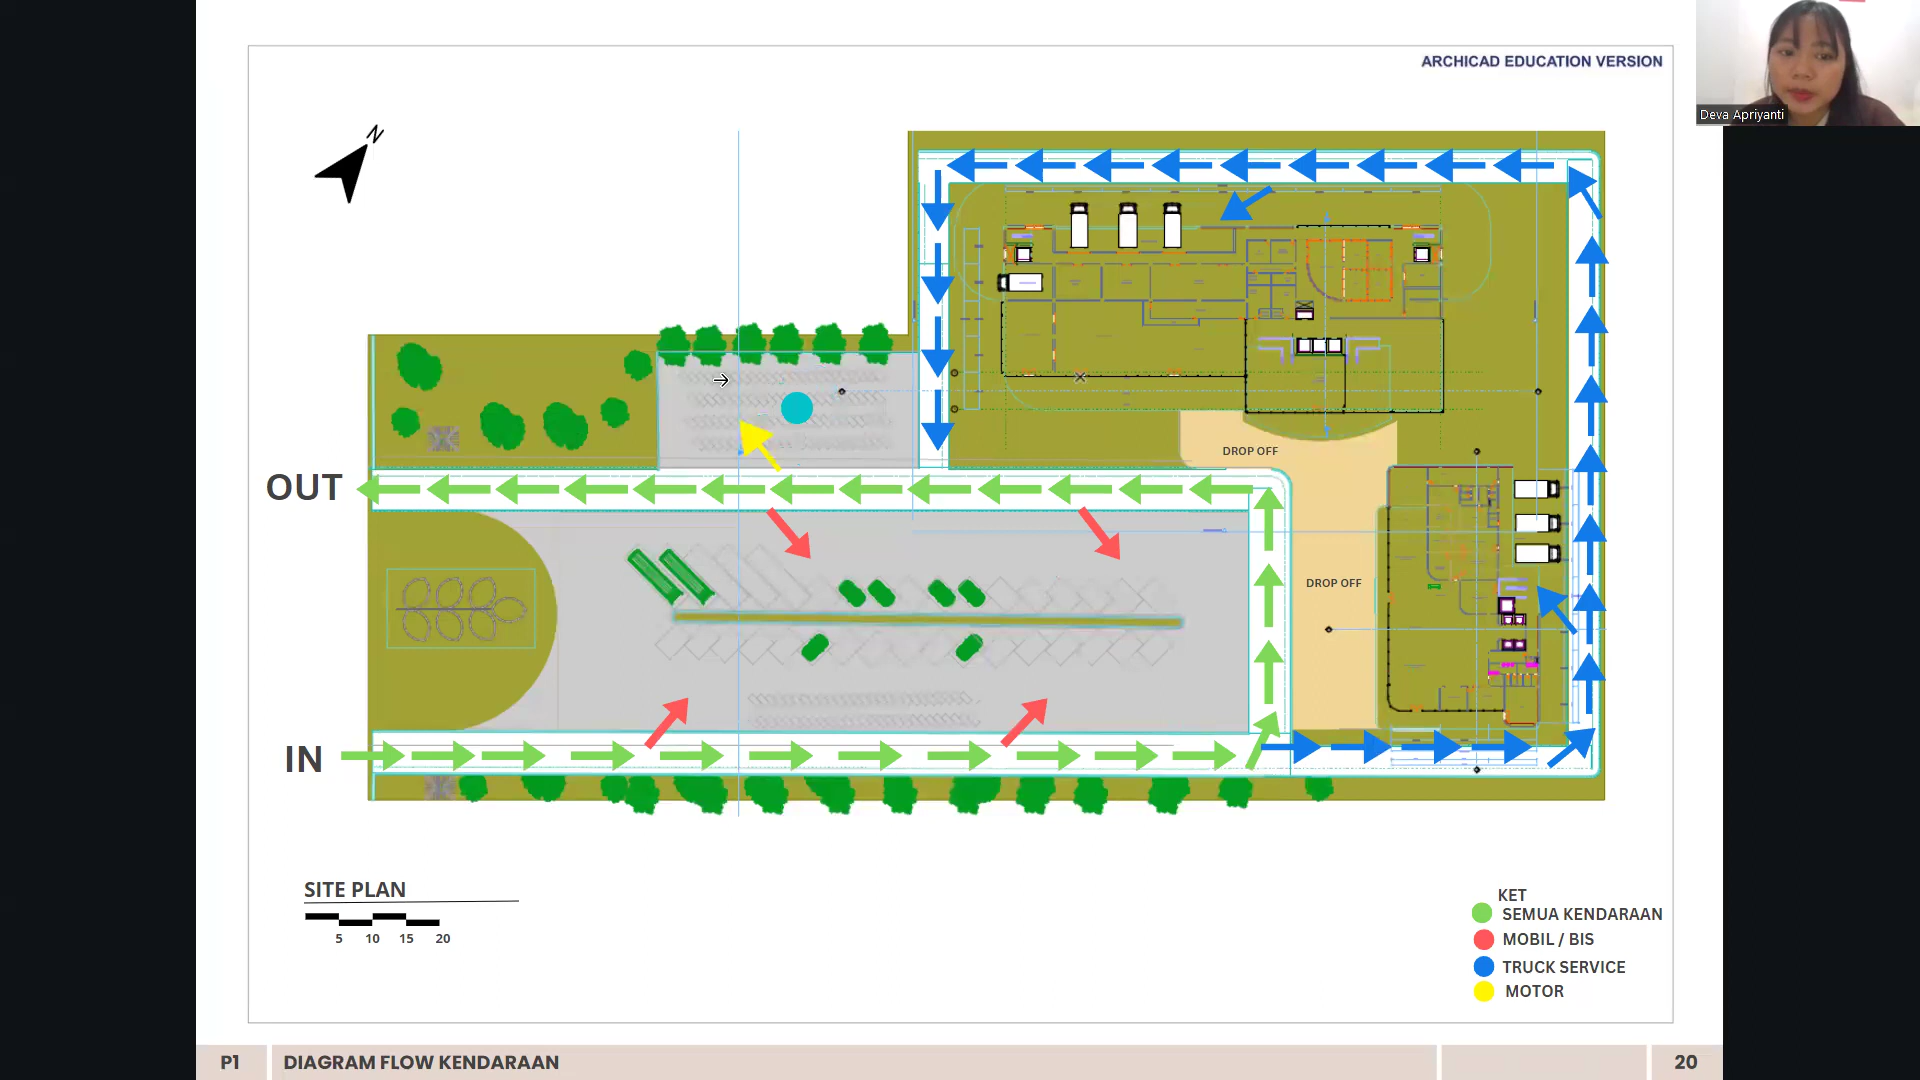 ARCHICAD EDUCATION VERSION
Deva Apriyanti
N
DROP OFF
OUT
DROP OFF
IN
SITE PLAN
5 10 15 20
KET
SEMUA KENDARAAN
MOBIL / BIS
TRUCK SERVICE
MOTOR
P1
DIAGRAM FLOW KENDARAAN
20